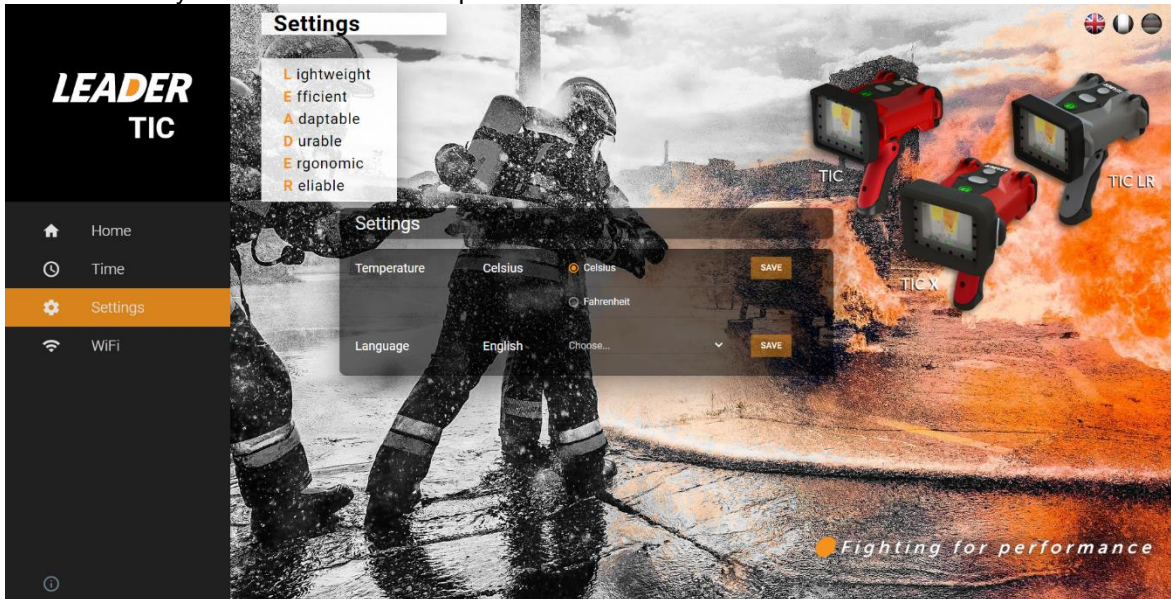 Settings
L ightweight
E fficient
A daptable
D urable
E rgonomic
R eliable
LEADER
TIC
Home
Time
Settings
WiFi
Settings
Temperature Celsius Celsius SAVE
Fahrenheit
Language English Choose... SAVE
TIC
TIC LR
TIC X
Fighting for performance